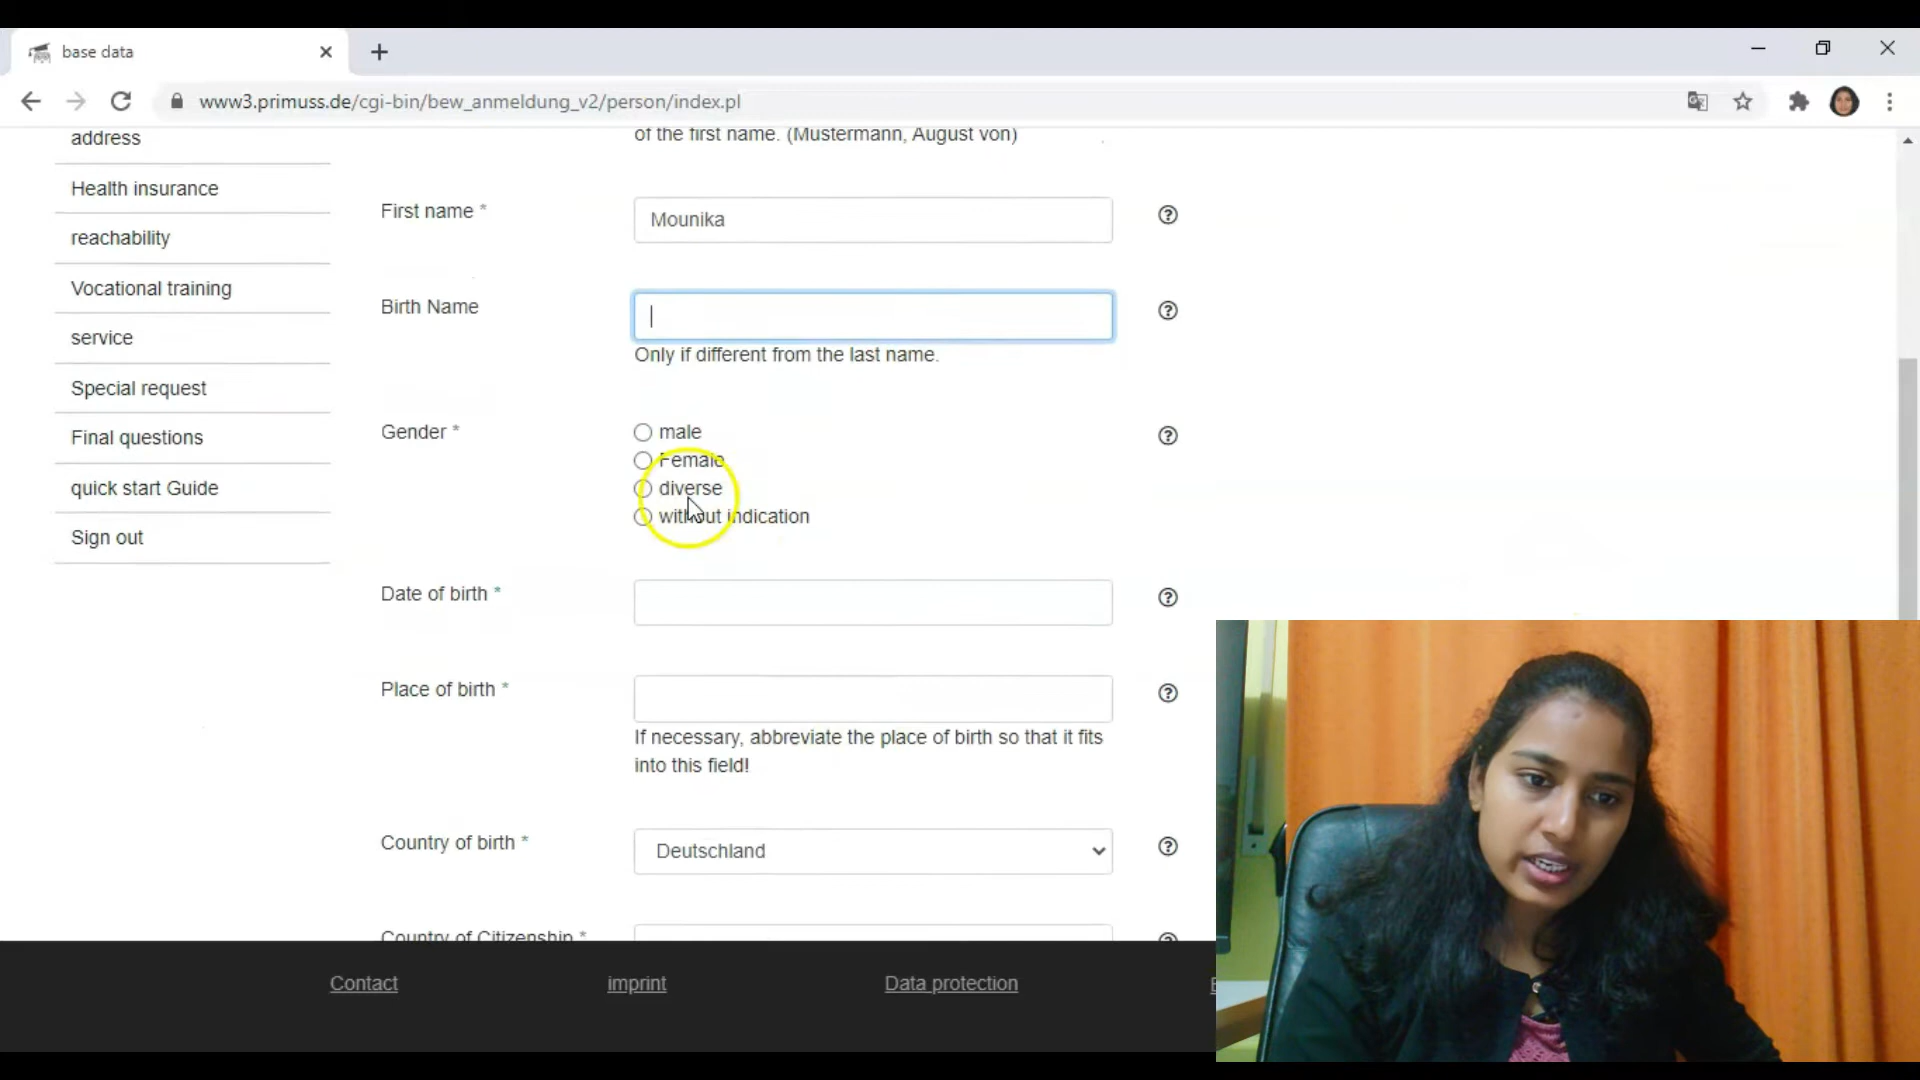 base data
www3.primuss.de/cgi-bin/bew_anmeldung_v2/person/index.pl
address
of the first name. (Mustermann, August von)
Health insurance
First name *
Mounika
reachability
Vocational training
Birth Name
service
Only if different from the last name.
Special request
Gender *
male
Final questions
Female
quick start Guide
diverse
without indication
Sign out
Date of birth *
Place of birth *
If necessary, abbreviate the place of birth so that it fits
into this field!
Country of birth *
Deutschland
Country of Citizenship *
Contact
imprint
Data protection